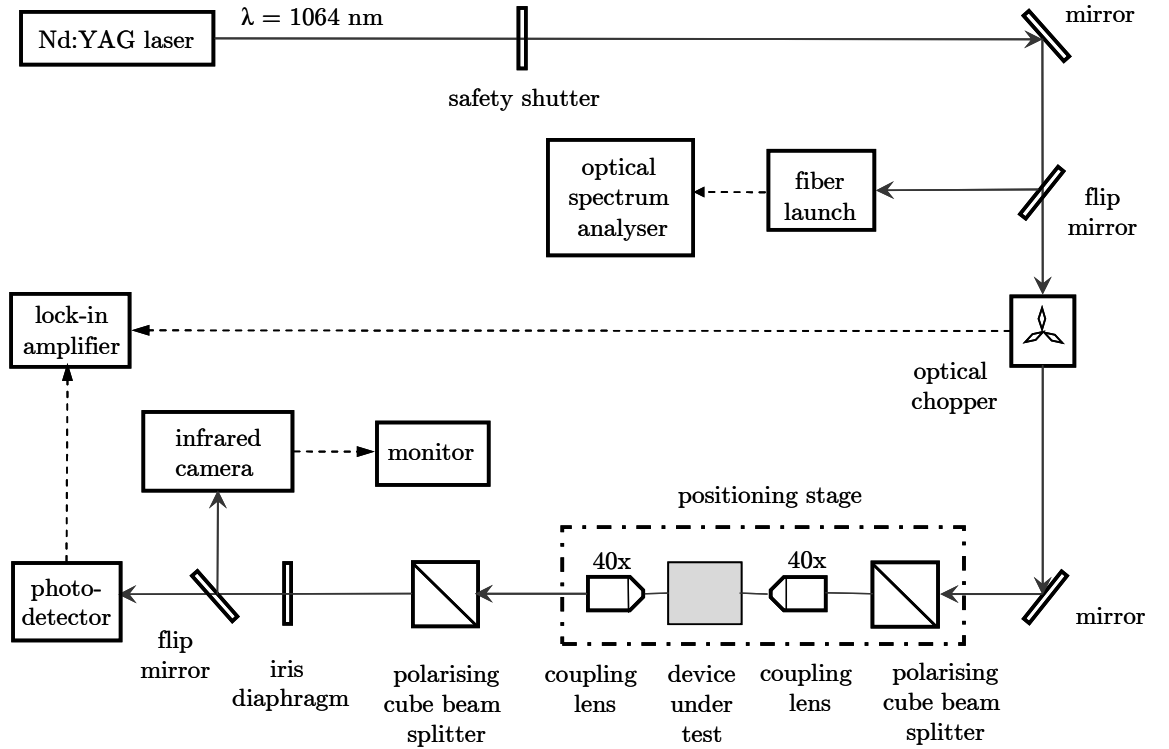 Nd:YAG laser
λ = 1064 nm
safety shutter
mirror
optical
spectrum
analyser
fiber
launch
flip
mirror
lock-in
amplifier
optical
chopper
infrared
camera
monitor
positioning stage
40x
40x
photo-
detector
flip
mirror
iris
diaphragm
polarising
cube beam
splitter
coupling
lens
device
under
test
coupling
lens
polarising
cube beam
splitter
mirror